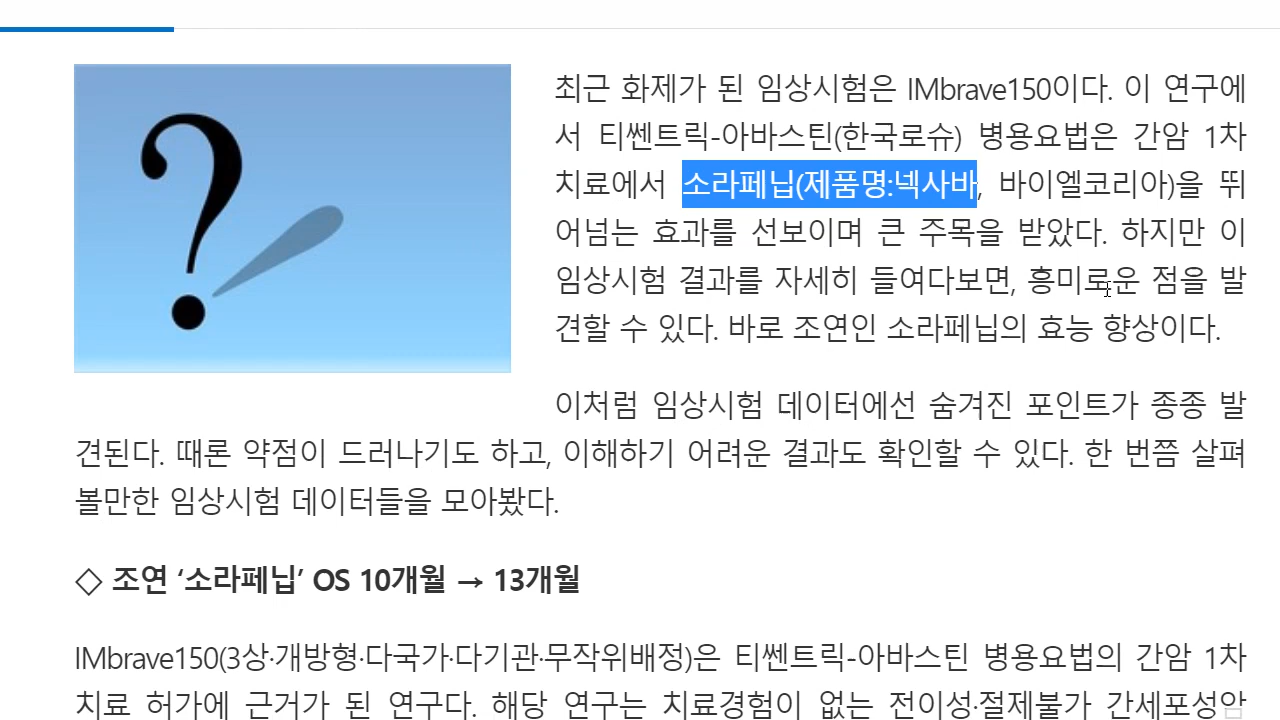 ?
최근 화제가 된 임상시험은 IMbrave150이다. 이 연구에
서 티쎈트릭-아바스틴(한국로슈) 병용요법은 간암 1차
치료에서 소라페닙(제품명:넥사바, 바이엘코리아)을 뛰
어넘는 효과를 선보이며 큰 주목을 받았다. 하지만 이
임상시험 결과를 자세히 들여다보면, 흥미로운 점을 발
견할 수 있다. 바로 조연인 소라페닙의 효능 향상이다.
이처럼 임상시험 데이터에선 숨겨진 포인트가 종종 발
견된다. 때론 약점이 드러나기도 하고, 이해하기 어려운 결과도 확인할 수 있다. 한 번쯤 살펴
볼만한 임상시험 데이터들을 모아봤다.
◇ 조연 ‘소라페닙’ OS 10개월 → 13개월
IMbrave150(3상·개방형·다국가·다기관·무작위배정)은 티쎈트릭-아바스틴 병용요법의 간암 1차
치료 허가에 근거가 된 연구다. 해당 연구는 치료경험이 없는 전이성·절제불가 간세포성암